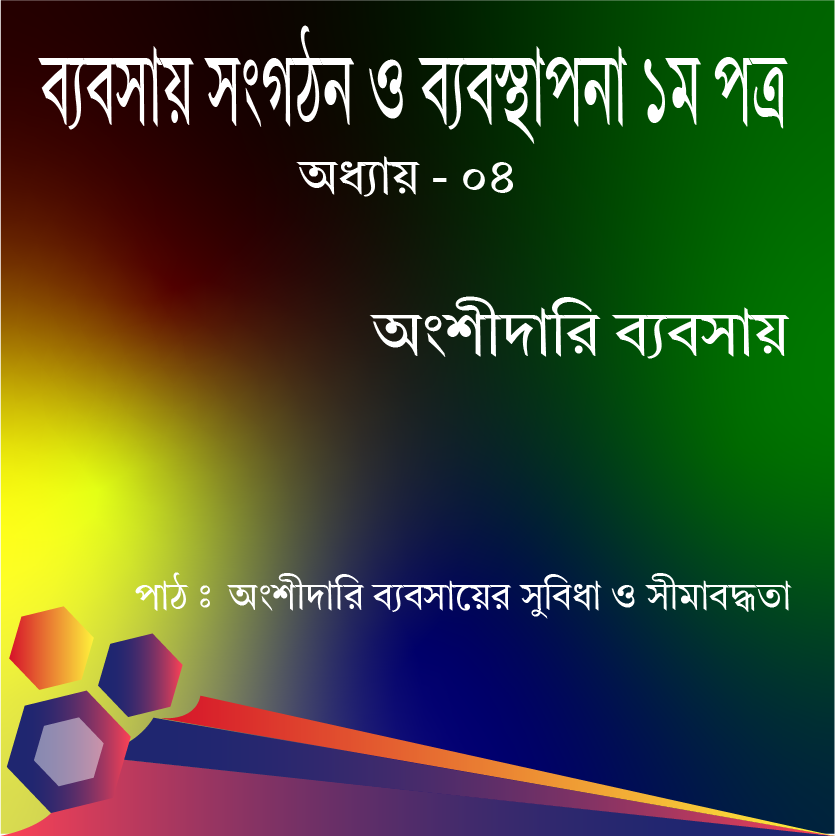 ব্যবসায় সংগঠন ও ব্যবস্থাপনা ১ম পত্র
অধ্যায় - ০৪
অংশীদারি ব্যবসায়
পাঠ ঃ অংশীদারি ব্যবসায়ের সুবিধা ও সীমাবদ্ধতা